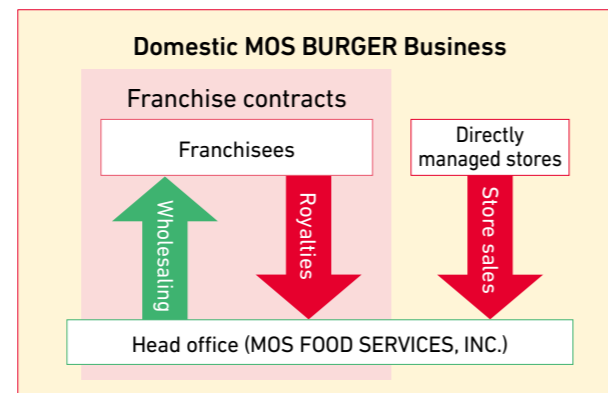 Domestic MOS BURGER Business
Franchise contracts
Franchisees
Directly
managed stores
Wholesaling
Royalties
Store sales
Head office (MOS FOOD SERVICES, INC.)